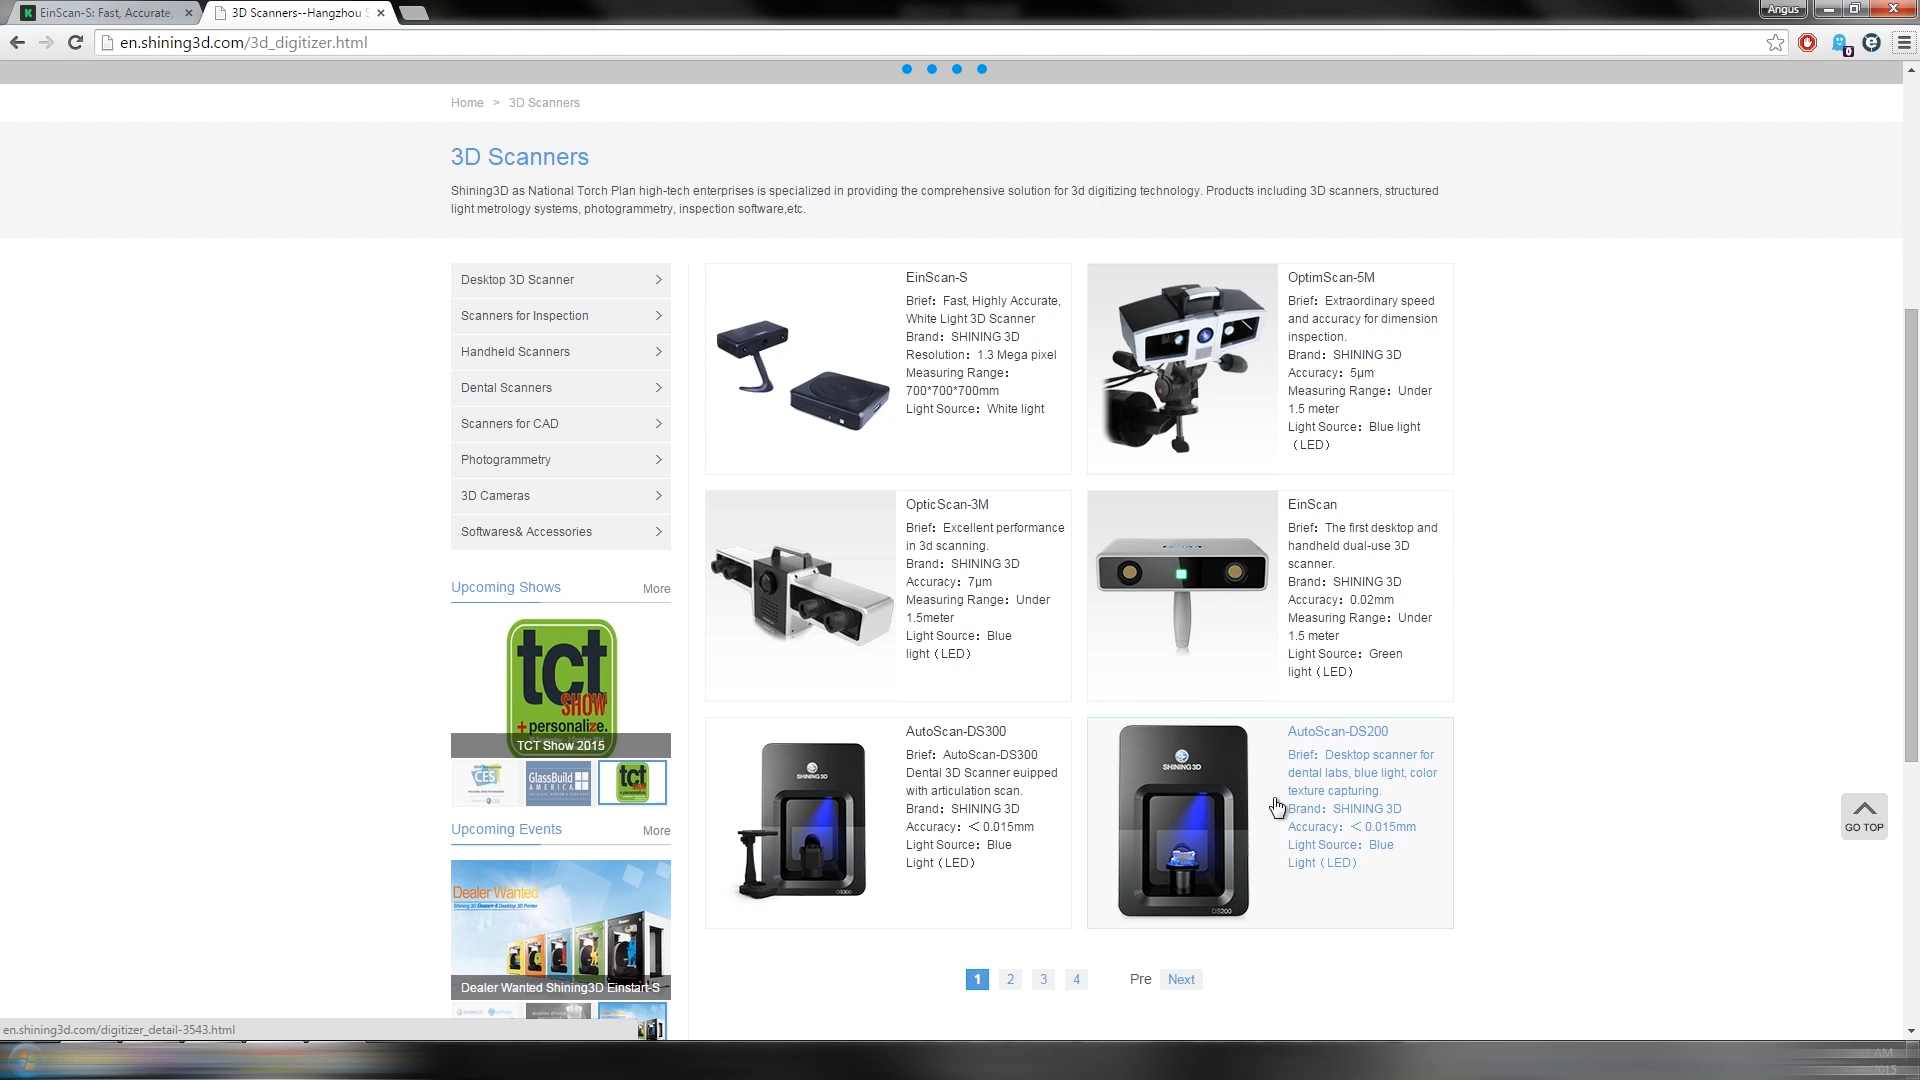 EinScan-S: Fast, Accurate,
3D Scanners--Hangzhou S
Angus
en.shining3d.com/3d_digitizer.html
Home > 3D Scanners
3D Scanners
Shining3D as National Torch Plan high-tech enterprises is specialized in providing the comprehensive solution for 3d digitizing technology. Products including 3D scanners, structured
light metrology systems, photogrammetry, inspection software,etc.
Desktop 3D Scanner
Scanners for Inspection
Handheld Scanners
Dental Scanners
Scanners for CAD
Photogrammetry
3D Cameras
Softwares& Accessories
Upcoming Shows More
tct
SHOW
+ personalize.
TCT Show 2015
CES
GlassBuild
AMERICA
tct
Upcoming Events More
Dealer Wanted
Shining 3D Einstart-S Desktop 3D Printer
Dealer Wanted Shining3D Einstart-S
EinScan-S
Brief：Fast, Highly Accurate,
White Light 3D Scanner
Brand：SHINING 3D
Resolution：1.3 Mega pixel
Measuring Range：
700*700*700mm
Light Source：White light
OptimScan-5M
Brief：Extraordinary speed
and accuracy for dimension
inspection.
Brand：SHINING 3D
Accuracy：5μm
Measuring Range：Under
1.5 meter
Light Source：Blue light
（LED）
OpticScan-3M
Brief：Excellent performance
in 3d scanning.
Brand：SHINING 3D
Accuracy：7μm
Measuring Range：Under
1.5meter
Light Source：Blue
light（LED）
EinScan
Brief：The first desktop and
handheld dual-use 3D
scanner.
Brand：SHINING 3D
Accuracy：0.02mm
Measuring Range：Under
1.5 meter
Light Source：Green
light（LED）
SHINING 3D
DS300
AutoScan-DS300
Brief：AutoScan-DS300
Dental 3D Scanner euipped
with articulation scan.
Brand：SHINING 3D
Accuracy：＜0.015mm
Light Source：Blue
Light（LED）
SHINING 3D
DS200
AutoScan-DS200
Brief：Desktop scanner for
dental labs, blue light, color
texture capturing.
Brand：SHINING 3D
Accuracy：＜0.015mm
Light Source：Blue
Light（LED）
1 2 3 4 Pre Next
GO TOP
en.shining3d.com/digitizer_detail-3543.html